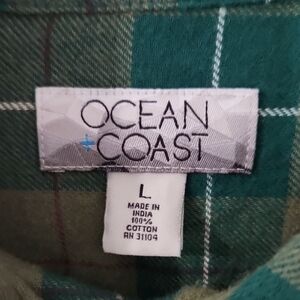 OCEAN
+COAST
L
MADE IN
INDIA
100%
COTTON
RN 31104